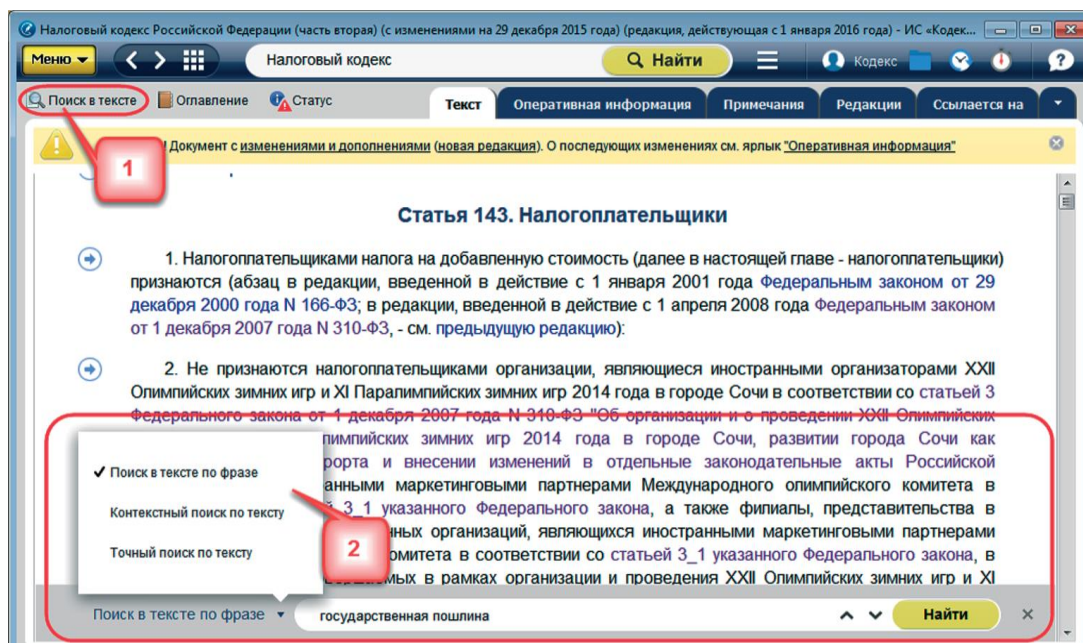 Налоговый кодекс Российской Федерации (часть вторая) (с изменениями на 29 декабря 2015 года) (редакция, действующая с 1 января 2016 года) - ИС «Кодек...
Меню
Налоговый кодекс
Найти
Кодекс
?
Поиск в тексте
Оглавление
Статус
Текст
Оперативная информация
Примечания
Редакции
Ссылается на
! Документ с изменениями и дополнениями (новая редакция). О последующих изменениях см. ярлык "Оперативная информация"
1
Статья 143. Налогоплательщики
1. Налогоплательщиками налога на добавленную стоимость (далее в настоящей главе - налогоплательщики)
признаются (абзац в редакции, введенной в действие с 1 января 2001 года Федеральным законом от 29
декабря 2000 года N 166-ФЗ; в редакции, введенной в действие с 1 апреля 2008 года Федеральным законом
от 1 декабря 2007 года N 310-ФЗ, - см. предыдущую редакцию):
2. Не признаются налогоплательщиками организации, являющиеся иностранными организаторами XXII
Олимпийских зимних игр и XI Паралимпийских зимних игр 2014 года в городе Сочи в соответствии со статьей 3
Федерального закона от 1 декабря 2007 года N 310-ФЗ "Об организации и о проведении XXII Олимпийских
зимних игр 2014 года в городе Сочи, развитии города Сочи как
и внесении изменений в отдельные законодательные акты Российской
маркетинговыми партнерами Международного олимпийского комитета в
3_1 указанного Федерального закона, а также филиалы, представительства в
организаций, являющихся иностранными маркетинговыми партнерами
в соответствии со статьей 3_1 указанного Федерального закона, в
в рамках организации и проведения XXII Олимпийских зимних игр и XI
Поиск в тексте по фразе
Контекстный поиск по тексту
Точный поиск по тексту
2
Поиск в тексте по фразе
государственная пошлина
Найти